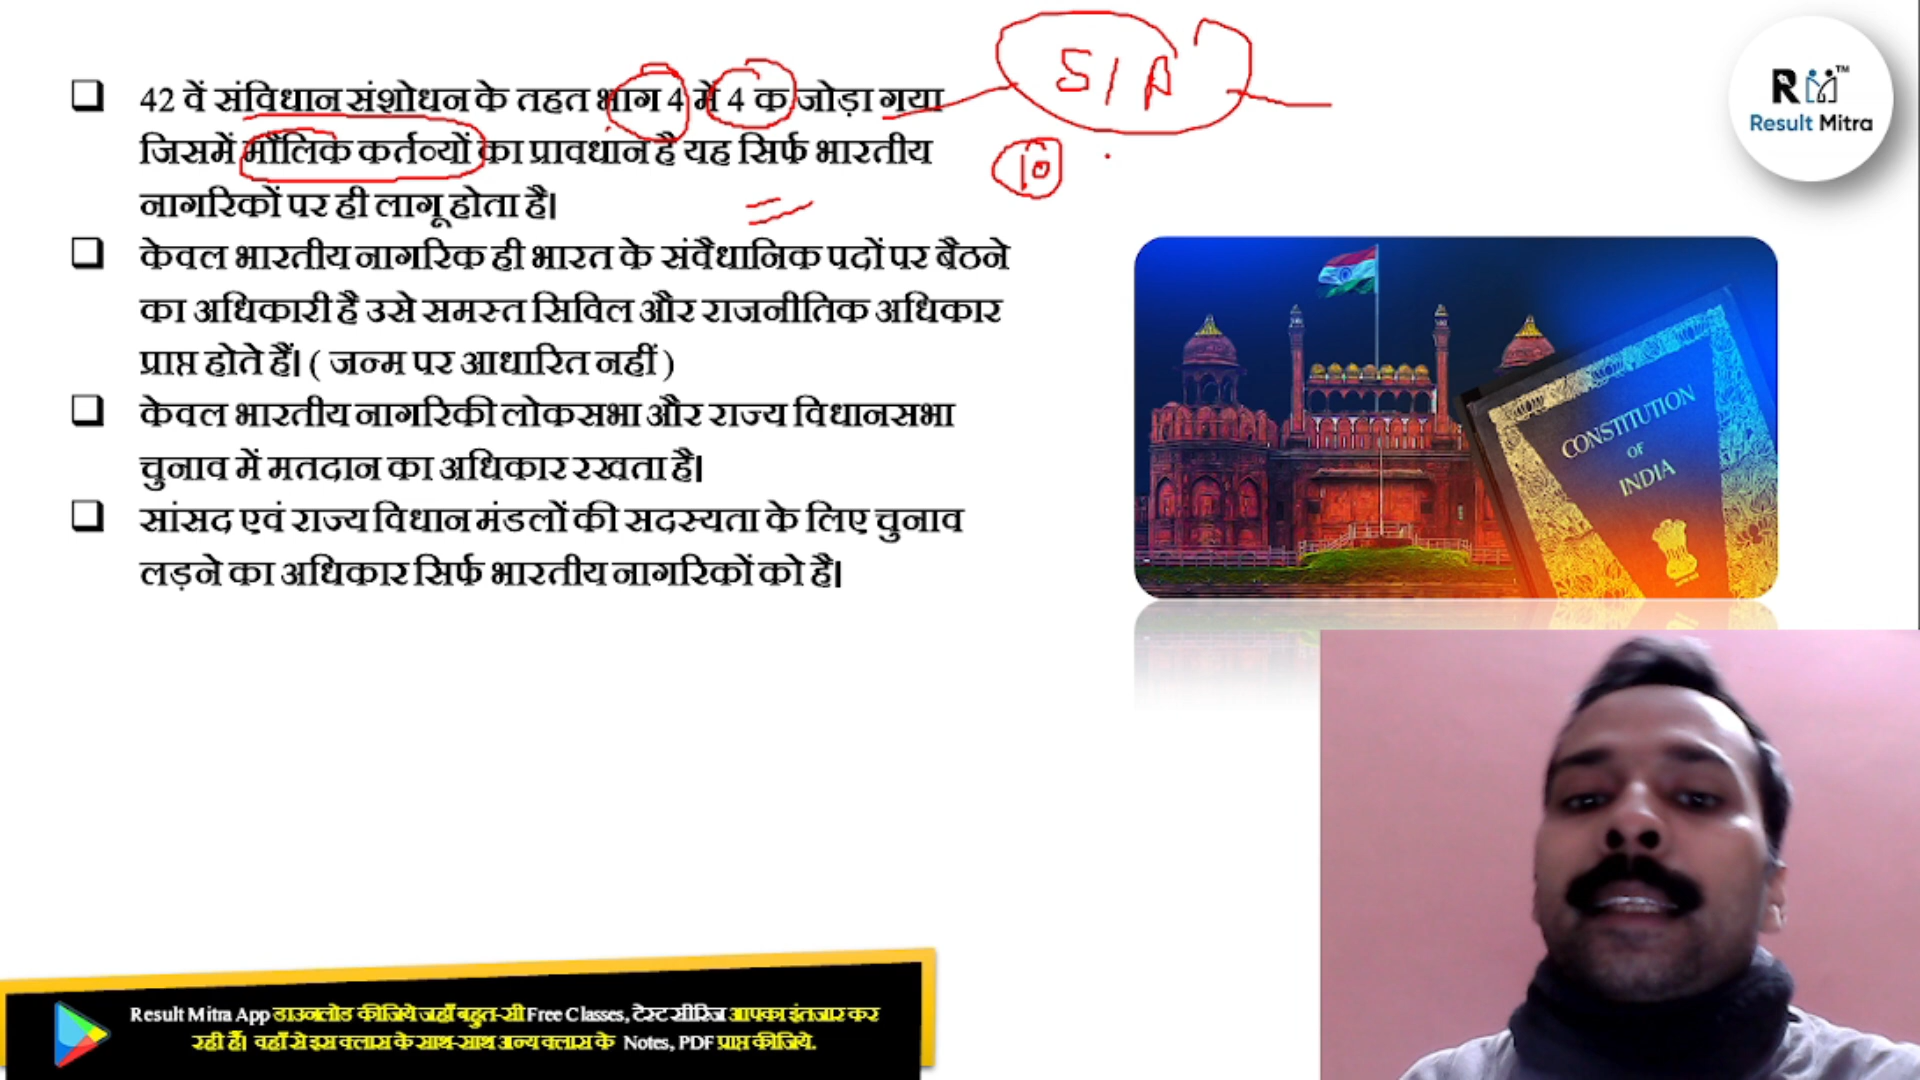 42 वें संविधान संशोधन के तहत भाग 4 में 4 क जोड़ा गया
जिसमें मौलिक कर्तव्यों का प्रावधान है यह सिर्फ भारतीय
नागरिकों पर ही लागू होता है।
केवल भारतीय नागरिक ही भारत के संवैधानिक पदों पर बैठने
का अधिकारी है उसे समस्त सिविल और राजनीतिक अधिकार
प्राप्त होते हैं। ( जन्म पर आधारित नहीं )
केवल भारतीय नागरिकी लोकसभा और राज्य विधानसभा
चुनाव में मतदान का अधिकार रखता है।
सांसद एवं राज्य विधान मंडलों की सदस्यता के लिए चुनाव
लड़ने का अधिकार सिर्फ भारतीय नागरिकों को है।
51 A
10
RM TM
Result Mitra
CONSTITUTION
OF
INDIA
Result Mitra App डाउनलोड कीजिये जहाँ बहुत-सी Free Classes, टेस्ट सीरिज आपका इंतजार कर
रही हैं। वहाँ से इस क्लास के साथ-साथ अन्य क्लास के Notes, PDF प्राप्त कीजिये.